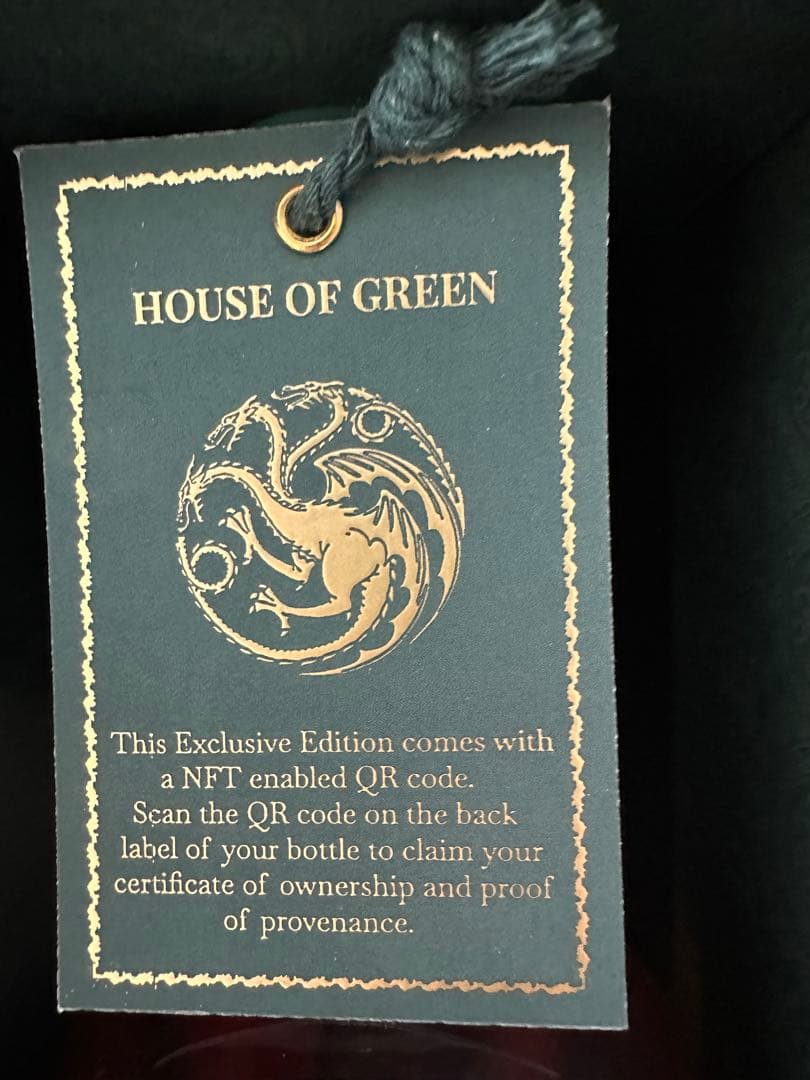 HOUSE OF GREEN
This Exclusive Edition comes with
a NFT enabled QR code.
Scan the QR code on the back
label of your bottle to claim your
certificate of ownership and proof
of provenance.